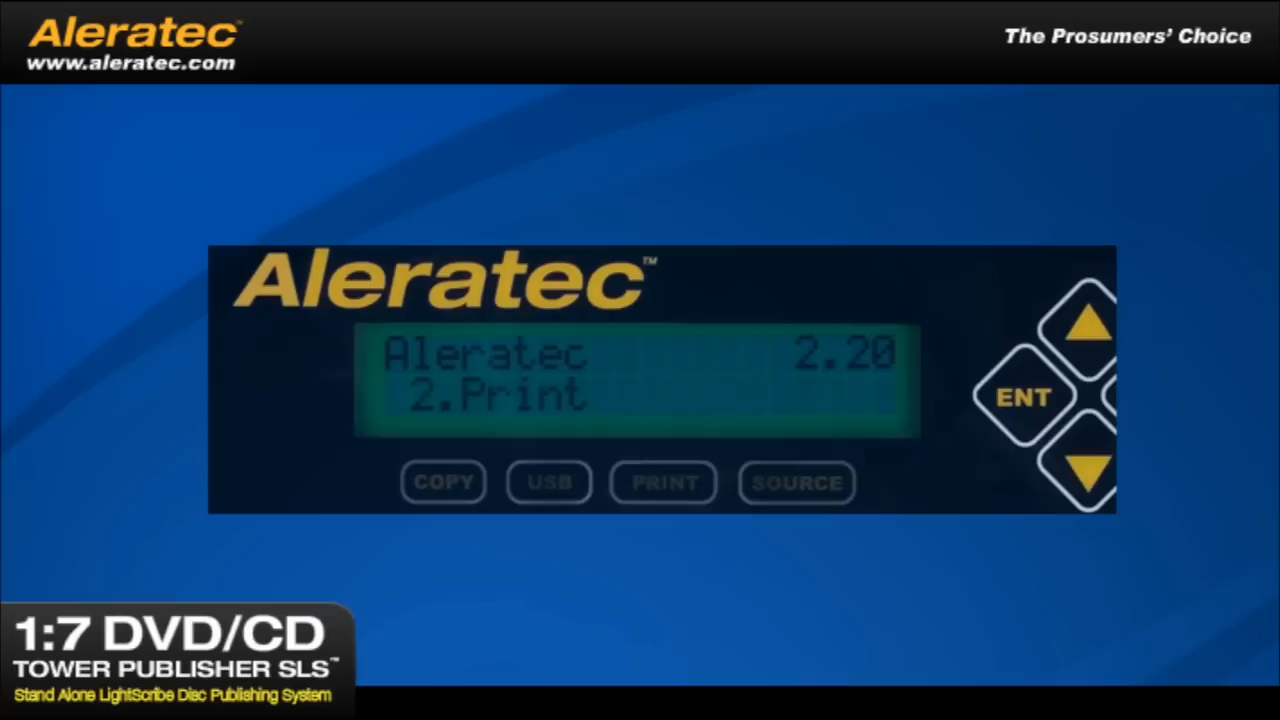 Aleratec™
www.aleratec.com
The Prosumers' Choice
Aleratec™
Aleratec 2.20
2.Print
ENT
COPY USB PRINT SOURCE
1:7 DVD/CD
TOWER PUBLISHER SLS™
Stand Alone LightScribe Disc Publishing System